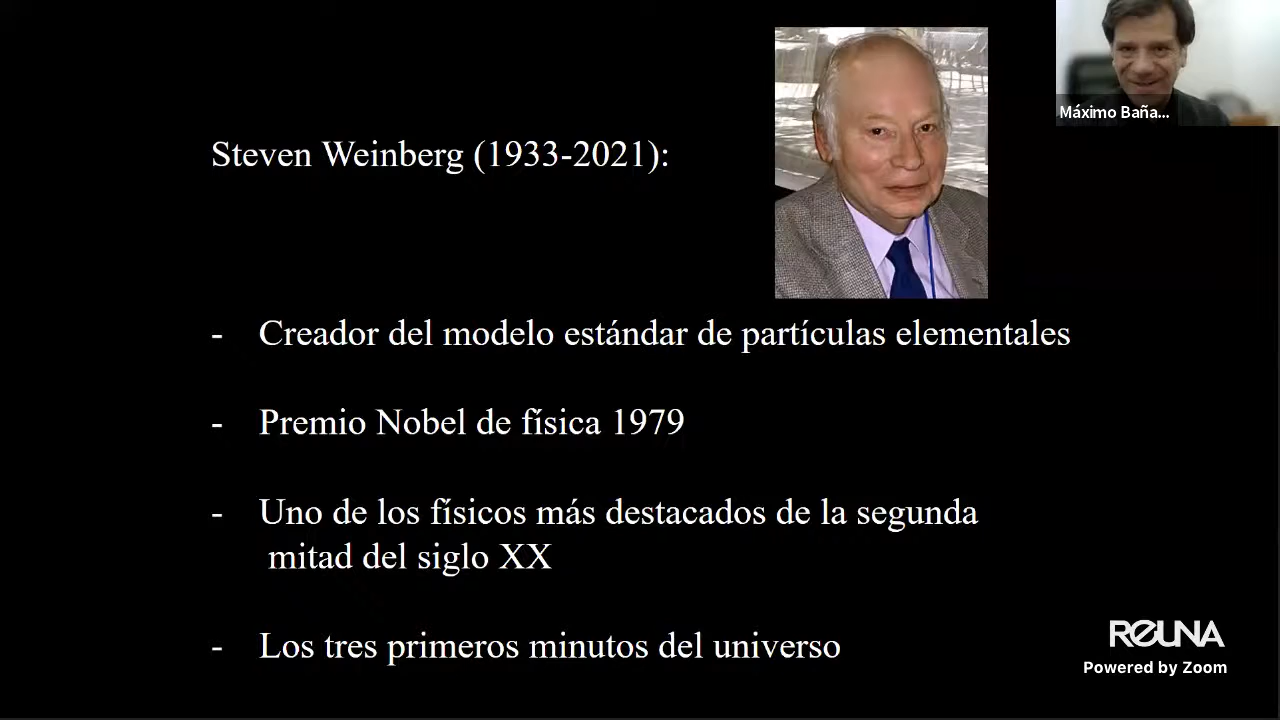 Máximo Baña...
Steven Weinberg (1933-2021):
- Creador del modelo estándar de partículas elementales
- Premio Nobel de física 1979
- Uno de los físicos más destacados de la segunda
mitad del siglo XX
- Los tres primeros minutos del universo
REUNA
Powered by Zoom